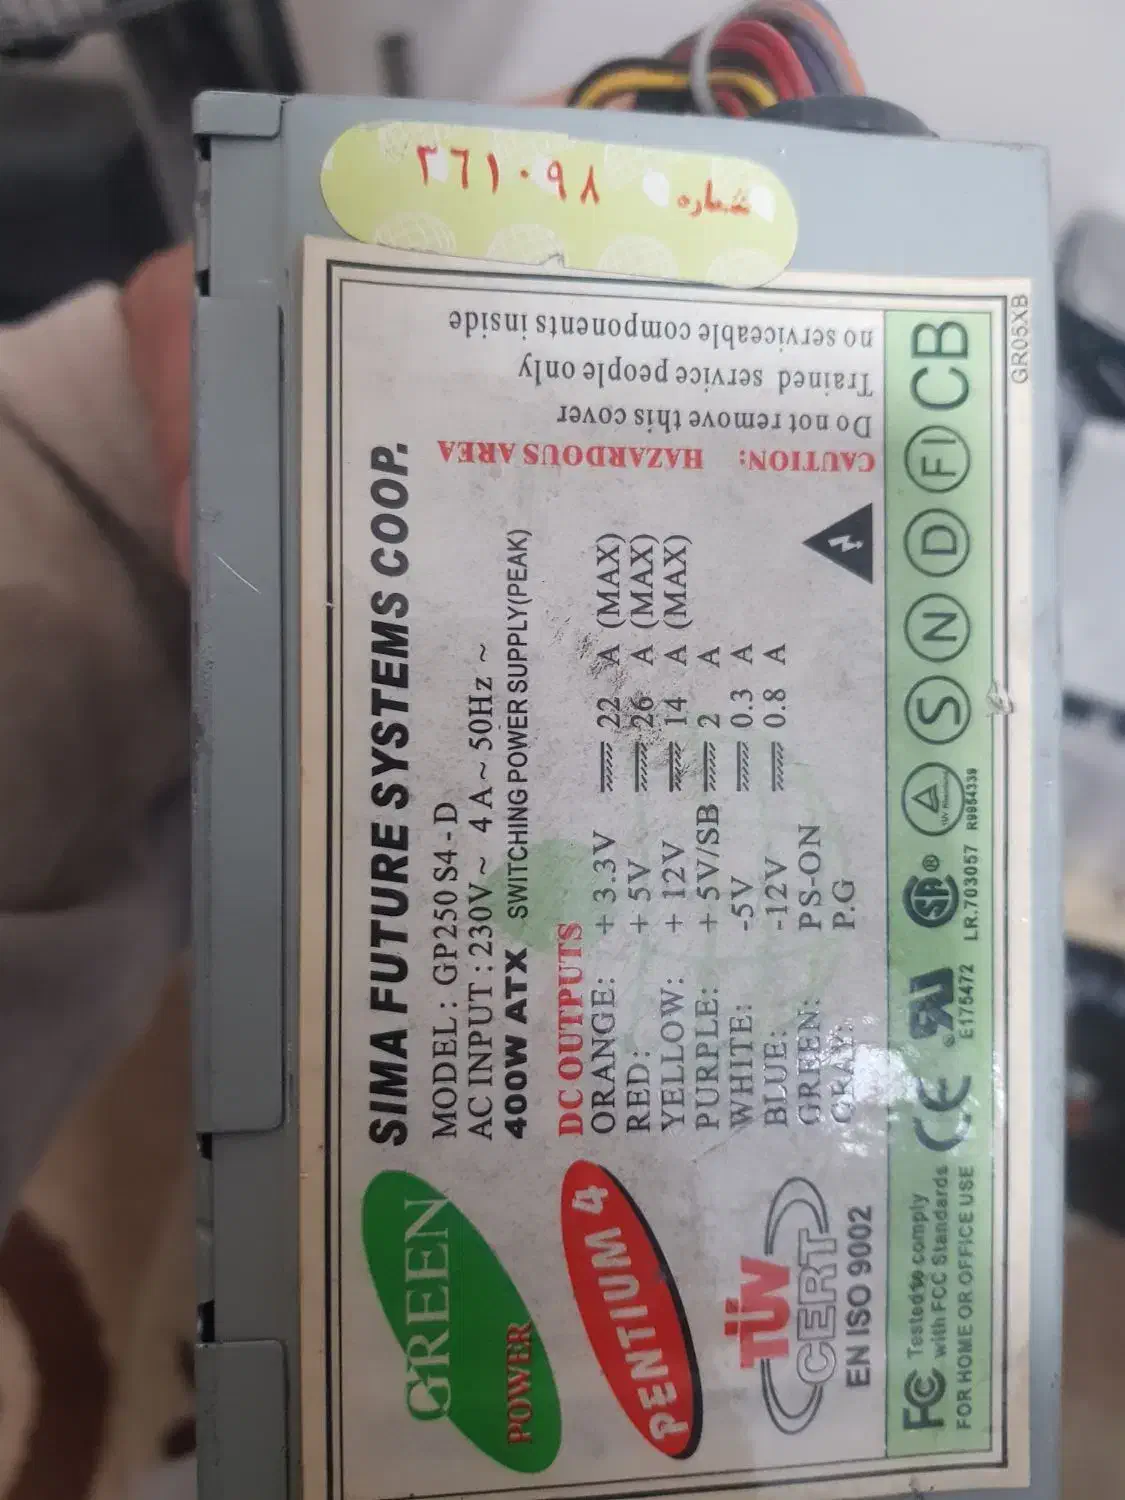 شماره ۳۶۱۰۹۸
SIMA FUTURE SYSTEMS COOP.
MODEL : GP250 S4 - D
AC INPUT : 230V ~ 4 A ~ 50Hz ~
400W ATX SWITCHING POWER SUPPLY(PEAK)
DC OUTPUTS
ORANGE: + 3.3V 22 A (MAX)
RED: + 5V 26 A (MAX)
YELLOW: + 12V 14 A (MAX)
PURPLE: + 5V/SB 2 A
WHITE: -5V 0.3 A
BLUE: -12V 0.8 A
GREEN: PS-ON
GRAY: P.G
GREEN
POWER
PENTIUM 4
TÜV
CERT
EN ISO 9002
CAUTION: HAZARDOUS AREA
Do not remove this cover
Trained service people only
no serviceable components inside
FC Tested to comply
with FCC Standards
FOR HOME OR OFFICE USE
CE
E175472
LR.703057
R9954339
S N D FI CB
GR05XB